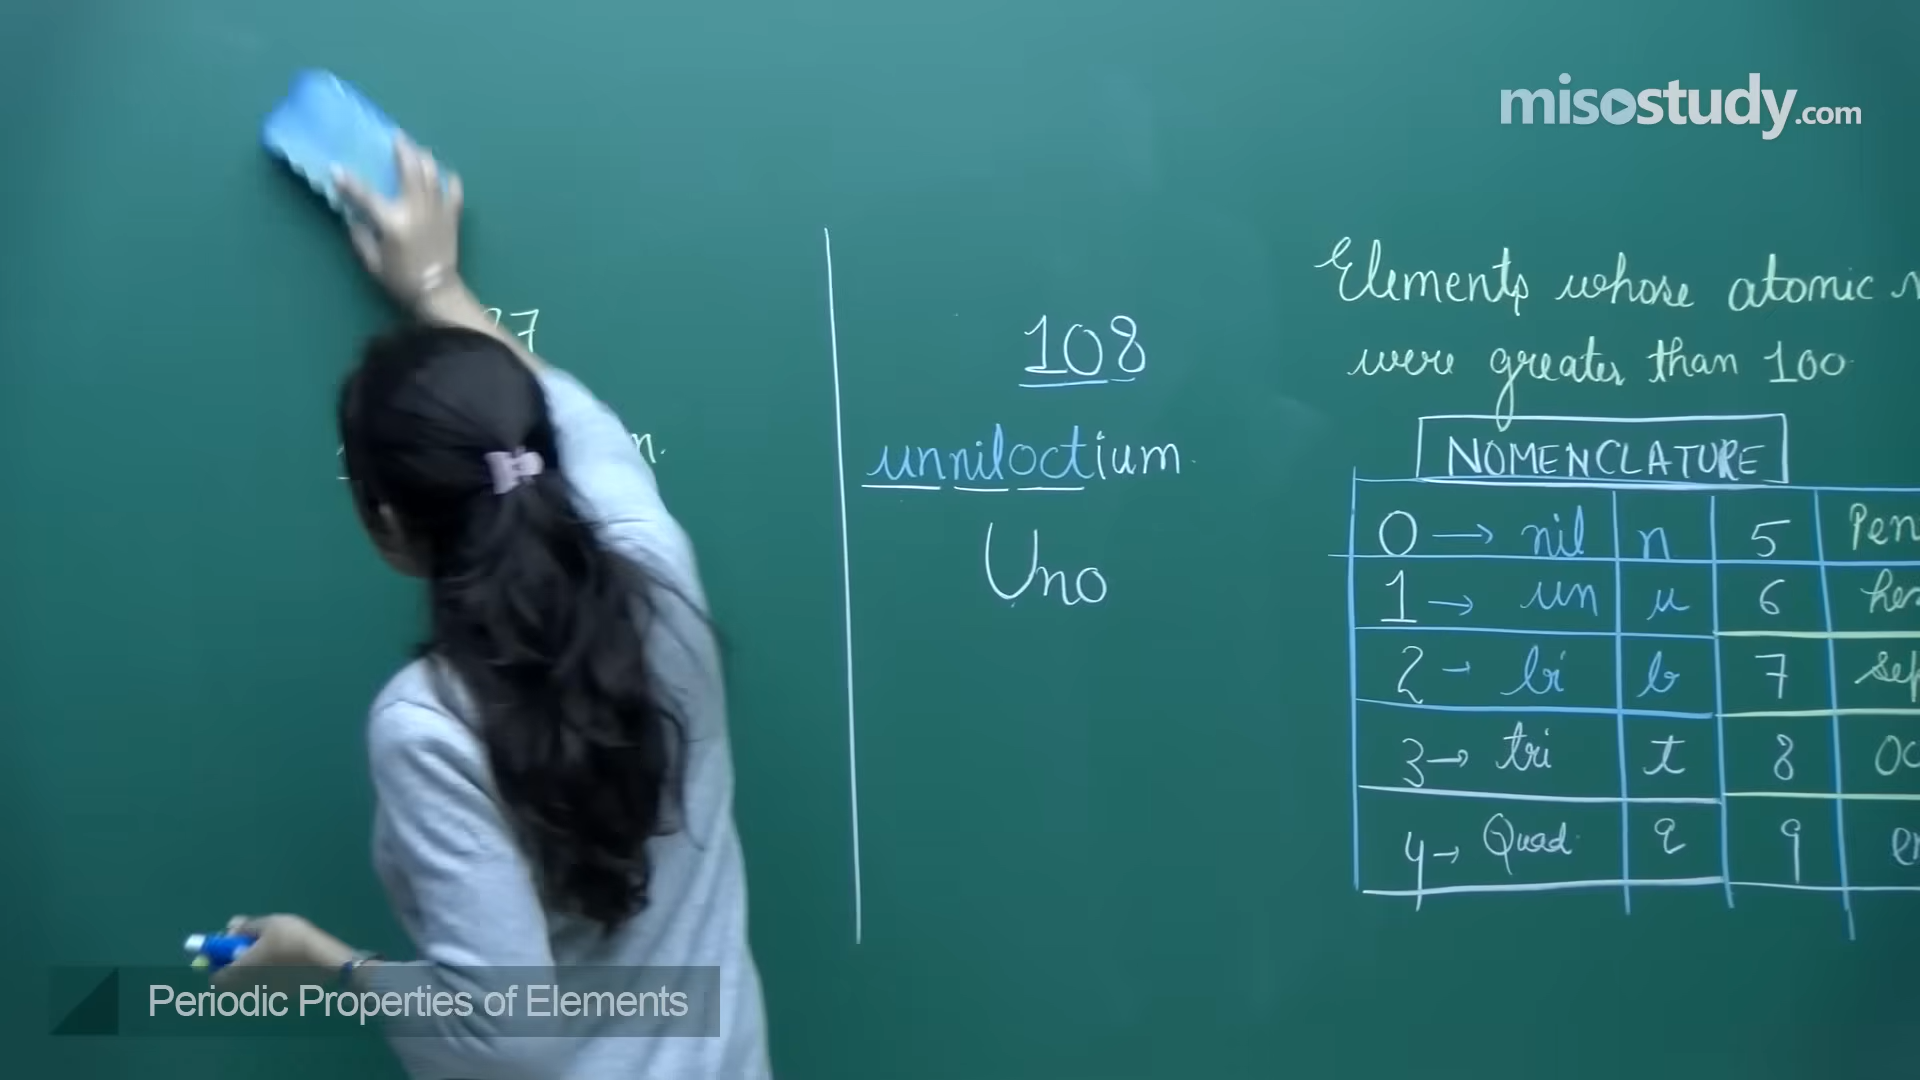 misostudy.com
108
unniloctium.
Uno
Elements whose atomic
were greater than 100
NOMENCLATURE
0 → nil n 5
1 → un u 6
2 → bi b 7
3 → tri t 8
4 → Quad q 9
Periodic Properties of Elements